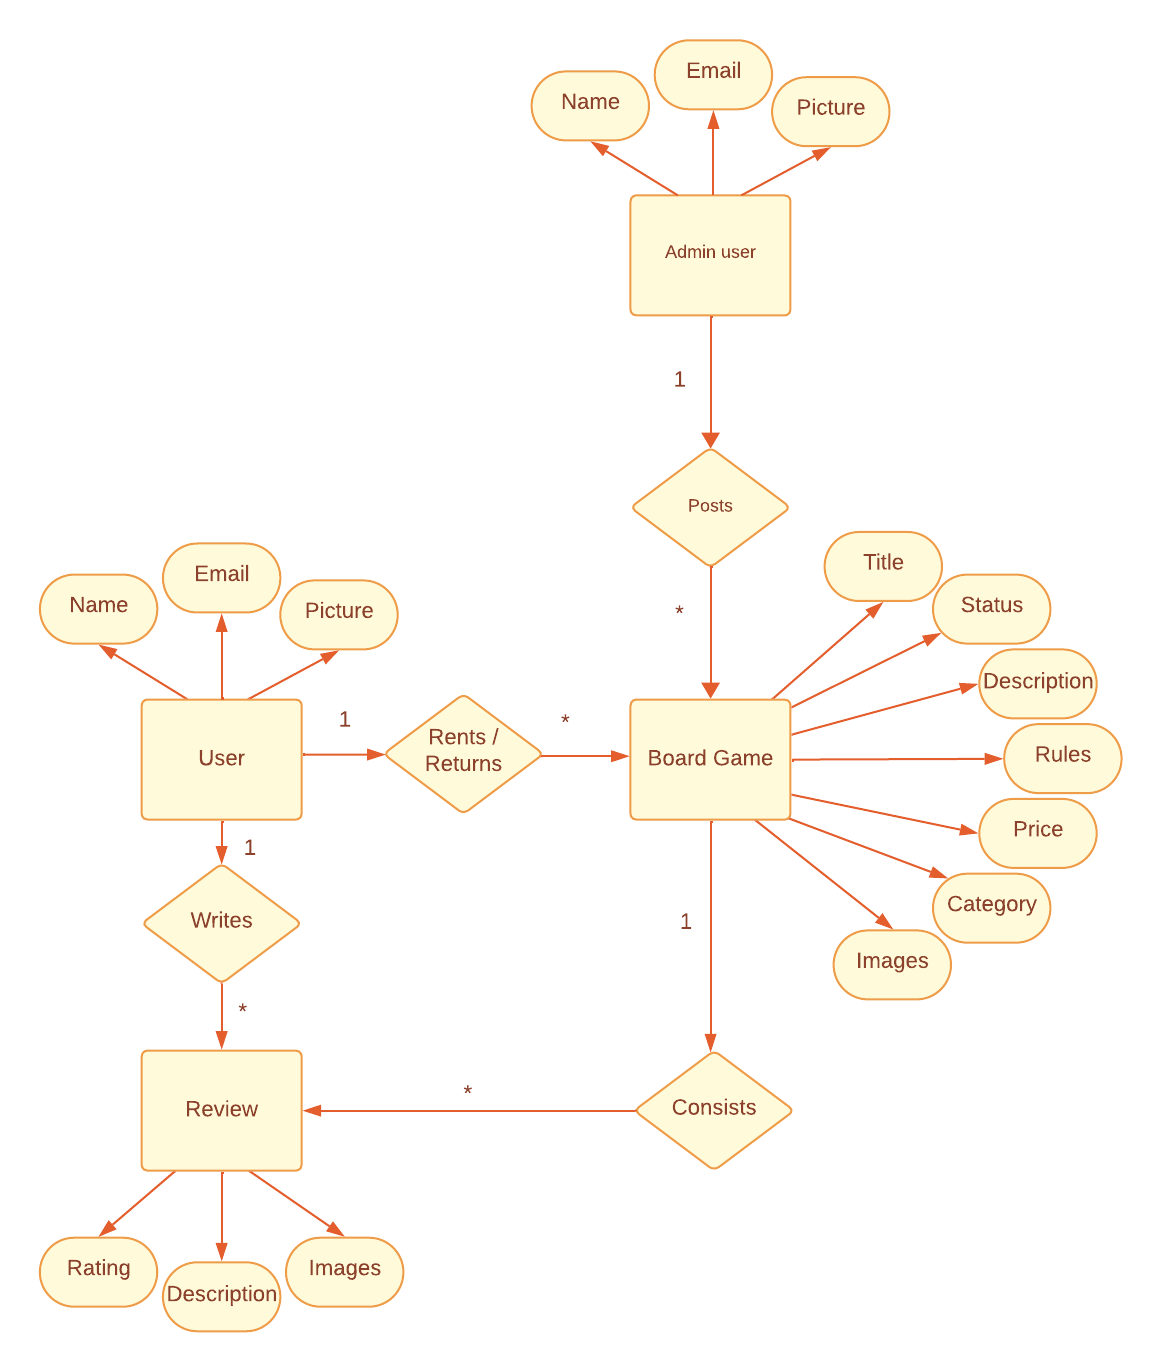 Email
Name
Picture
Admin user
1
Posts
*
Title
Status
Description
Rules
Price
Category
Images
Email
Name
Picture
User
1
Rents /
Returns
*
Board Game
1
Writes
*
1
Consists
*
Review
Rating
Description
Images